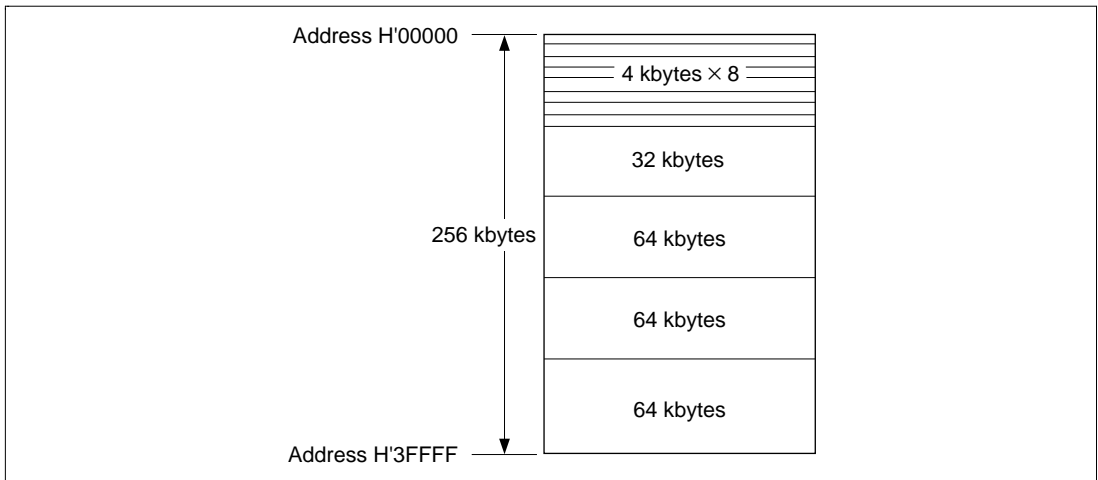 Address H'00000
4 kbytes × 8
32 kbytes
256 kbytes
64 kbytes
64 kbytes
64 kbytes
Address H'3FFFF